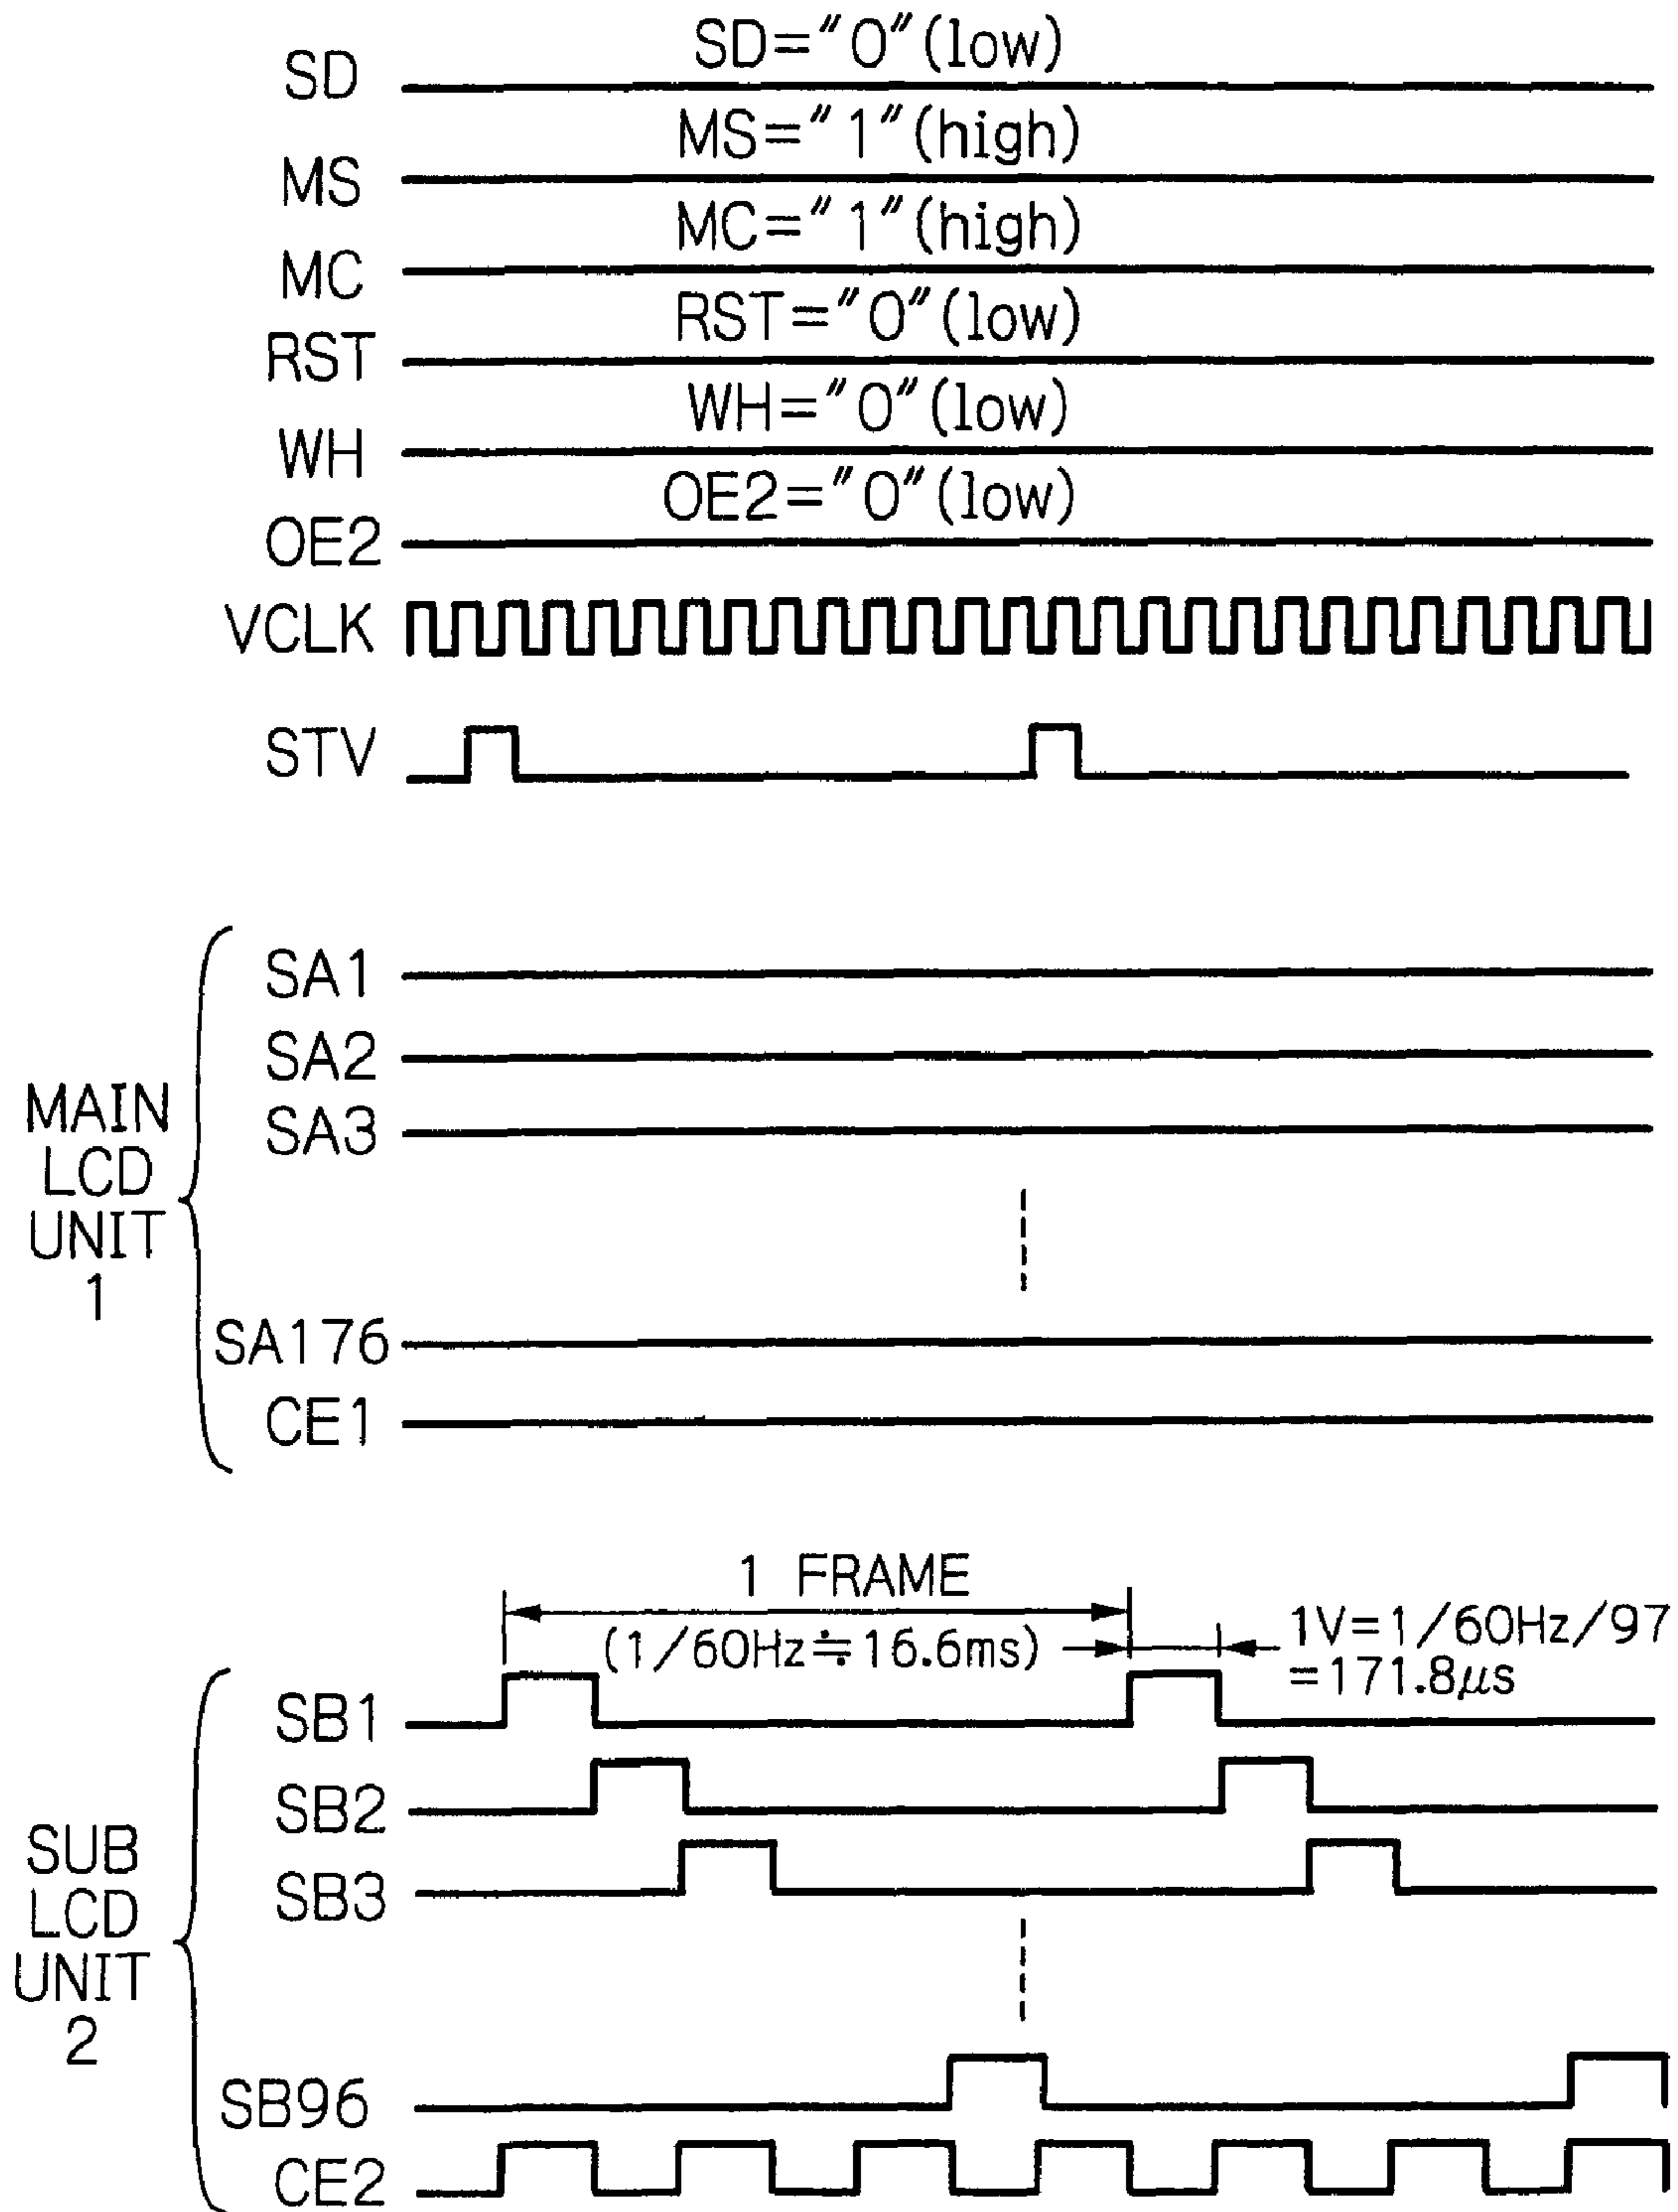 SD SD="0"(low)
MS MS="1"(high)
MC MC="1"(high)
RST RST="0"(low)
WH WH="0"(low)
OE2 OE2="0"(low)
VCLK
STV
MAIN
LCD
UNIT
1
SA1
SA2
SA3
SA176
CE1
1 FRAME
(1/60Hz≒16.6ms)
1V=1/60Hz/97
=171.8μs
SUB
LCD
UNIT
2
SB1
SB2
SB3
SB96
CE2